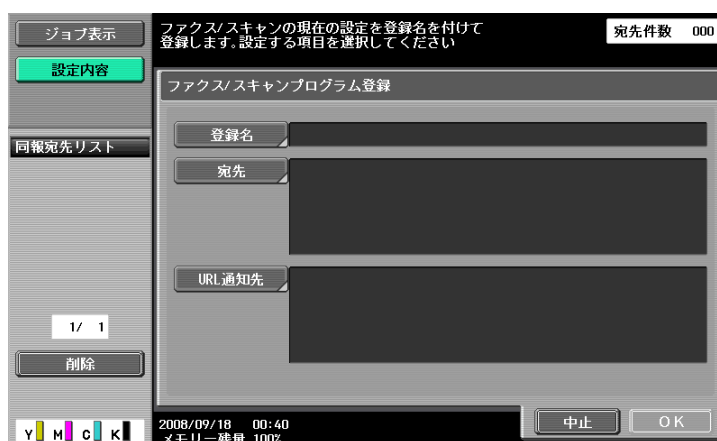 ジョブ表示
設定内容
同報宛先リスト
1/ 1
削除
Y M C K
ファクス/スキャンの現在の設定を登録名を付けて
登録します。設定する項目を選択してください
宛先件数 000
ファクス/スキャンプログラム登録
登録名
宛先
URL通知先
2008/09/18 00:40
メモリー残量 100%
中止
OK